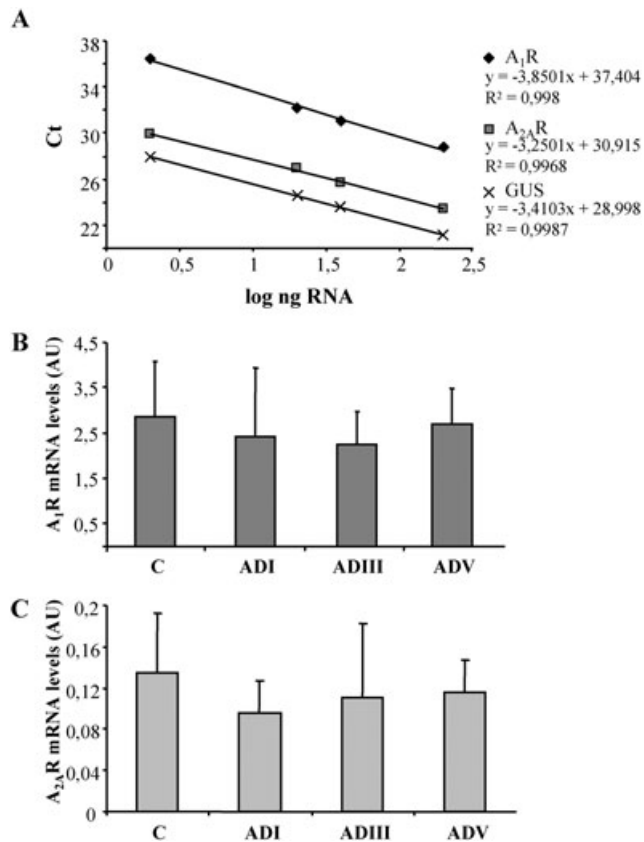 A
38
34
30
26
22
Ct
0
0,5
1
1,5
2
2,5
log ng RNA
A₁R
y = -3,8501x + 37,404
R² = 0,998
A₂ₐR
y = -3,2501x + 30,915
R² = 0,9968
GUS
y = -3,4103x + 28,998
R² = 0,9987
B
A₁R mRNA levels (AU)
4,5
3,5
2,5
1,5
0,5
C
ADI
ADIII
ADV
C
A₂ₐR mRNA levels (AU)
0,2
0,16
0,12
0,08
0,04
0
C
ADI
ADIII
ADV